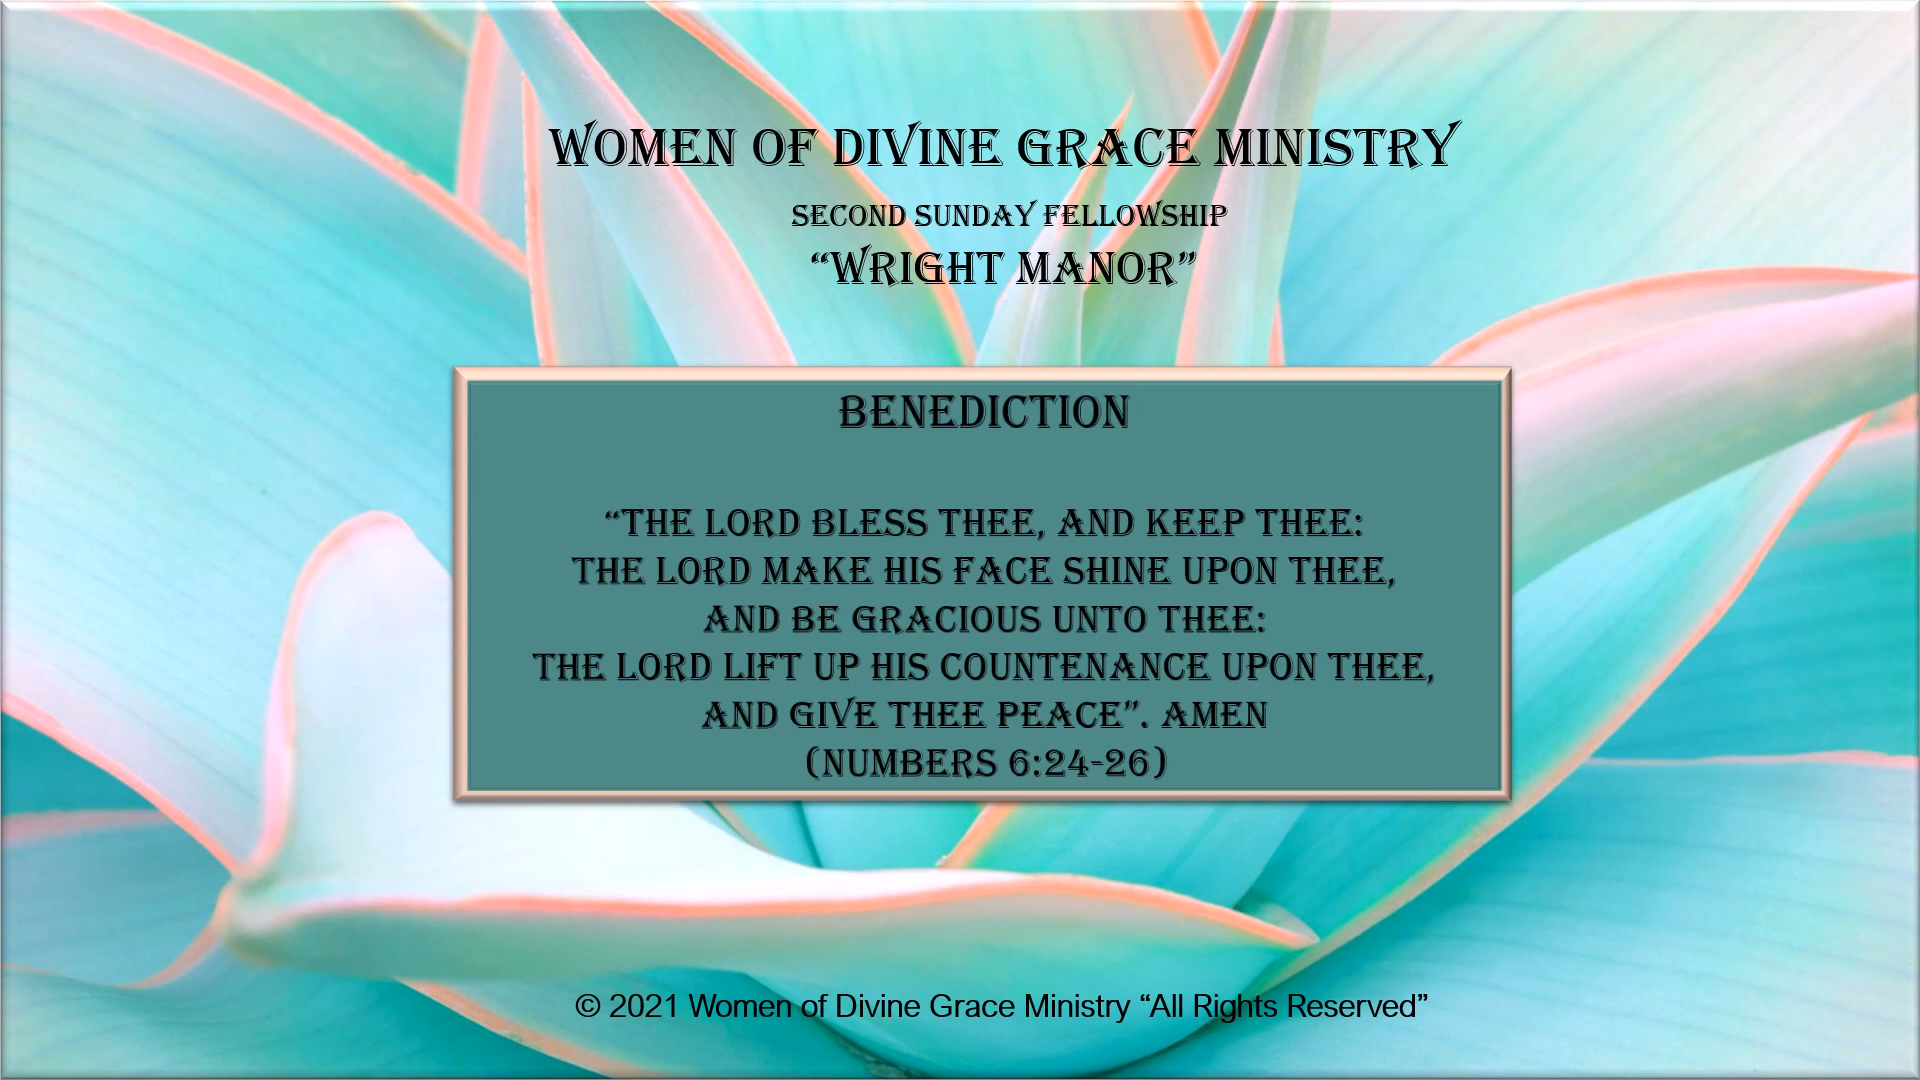 WOMEN OF DIVINE GRACE MINISTRY
SECOND SUNDAY FELLOWSHIP
“WRIGHT MANOR”
BENEDICTION
“THE LORD BLESS THEE, AND KEEP THEE:
THE LORD MAKE HIS FACE SHINE UPON THEE,
AND BE GRACIOUS UNTO THEE:
THE LORD LIFT UP HIS COUNTENANCE UPON THEE,
AND GIVE THEE PEACE”. AMEN
(NUMBERS 6:24-26)
© 2021 Women of Divine Grace Ministry “All Rights Reserved”